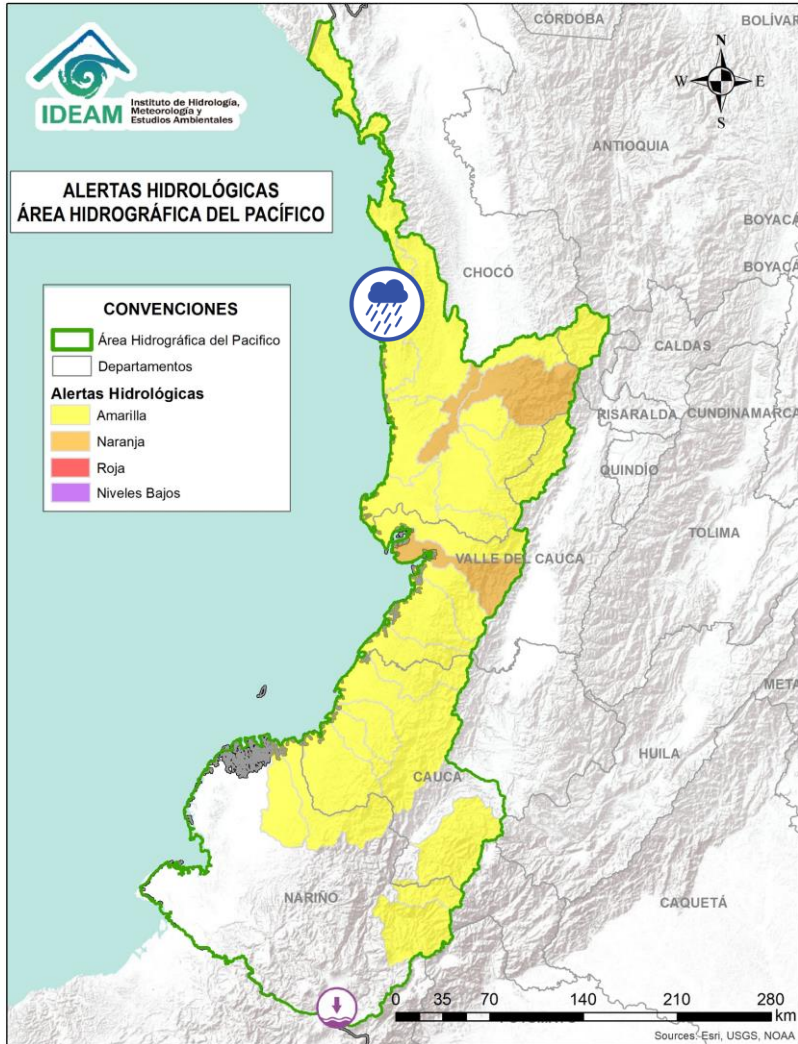 IDEAM
Instituto de Hidrología,
Meteorología y
Estudios Ambientales
ALERTAS HIDROLÓGICAS
ÁREA HIDROGRÁFICA DEL PACÍFICO
CONVENCIONES
Área Hidrográfica del Pacífico
Departamentos
Alertas Hidrológicas
Amarilla
Naranja
Roja
Niveles Bajos
N
W E
S
CÓRDOBA
BOLÍVAR
ANTIOQUIA
BOYACÁ
CHOCÓ
BOYACÁ
CALDAS
RISARALDA
CUNDINAMARCA
QUINDÍO
TOLIMA
VALLE DEL CAUCA
META
HUILA
CAUCA
NARIÑO
CAQUETÁ
0 35 70 140 210 280
km
Sources: Esri, USGS, NOAA